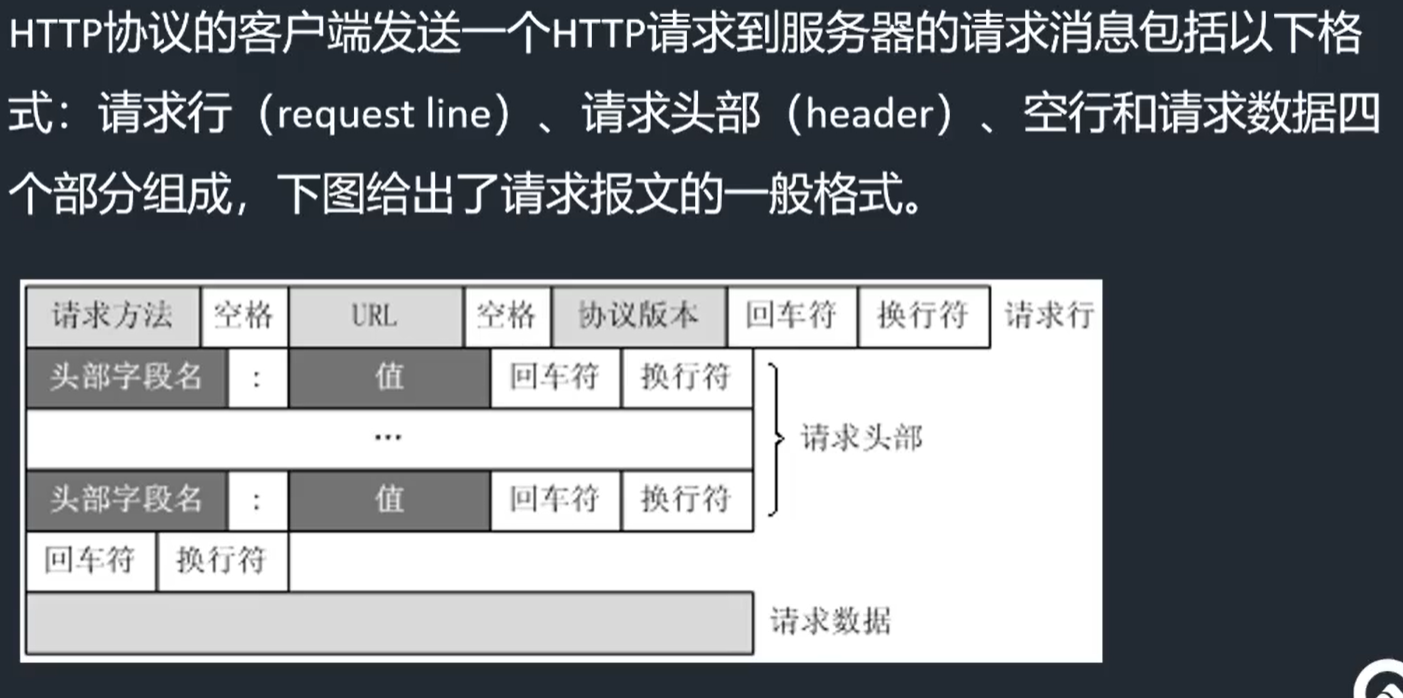 HTTP协议的客户端发送一个HTTP请求到服务器的请求消息包括以下格
式：请求行（request line）、请求头部（header）、空行和请求数据四
个部分组成，下图给出了请求报文的一般格式。
请求方法 空格 URL 空格 协议版本 回车符 换行符 请求行
头部字段名 : 值 回车符 换行符
… 请求头部
头部字段名 : 值 回车符 换行符
回车符 换行符
请求数据